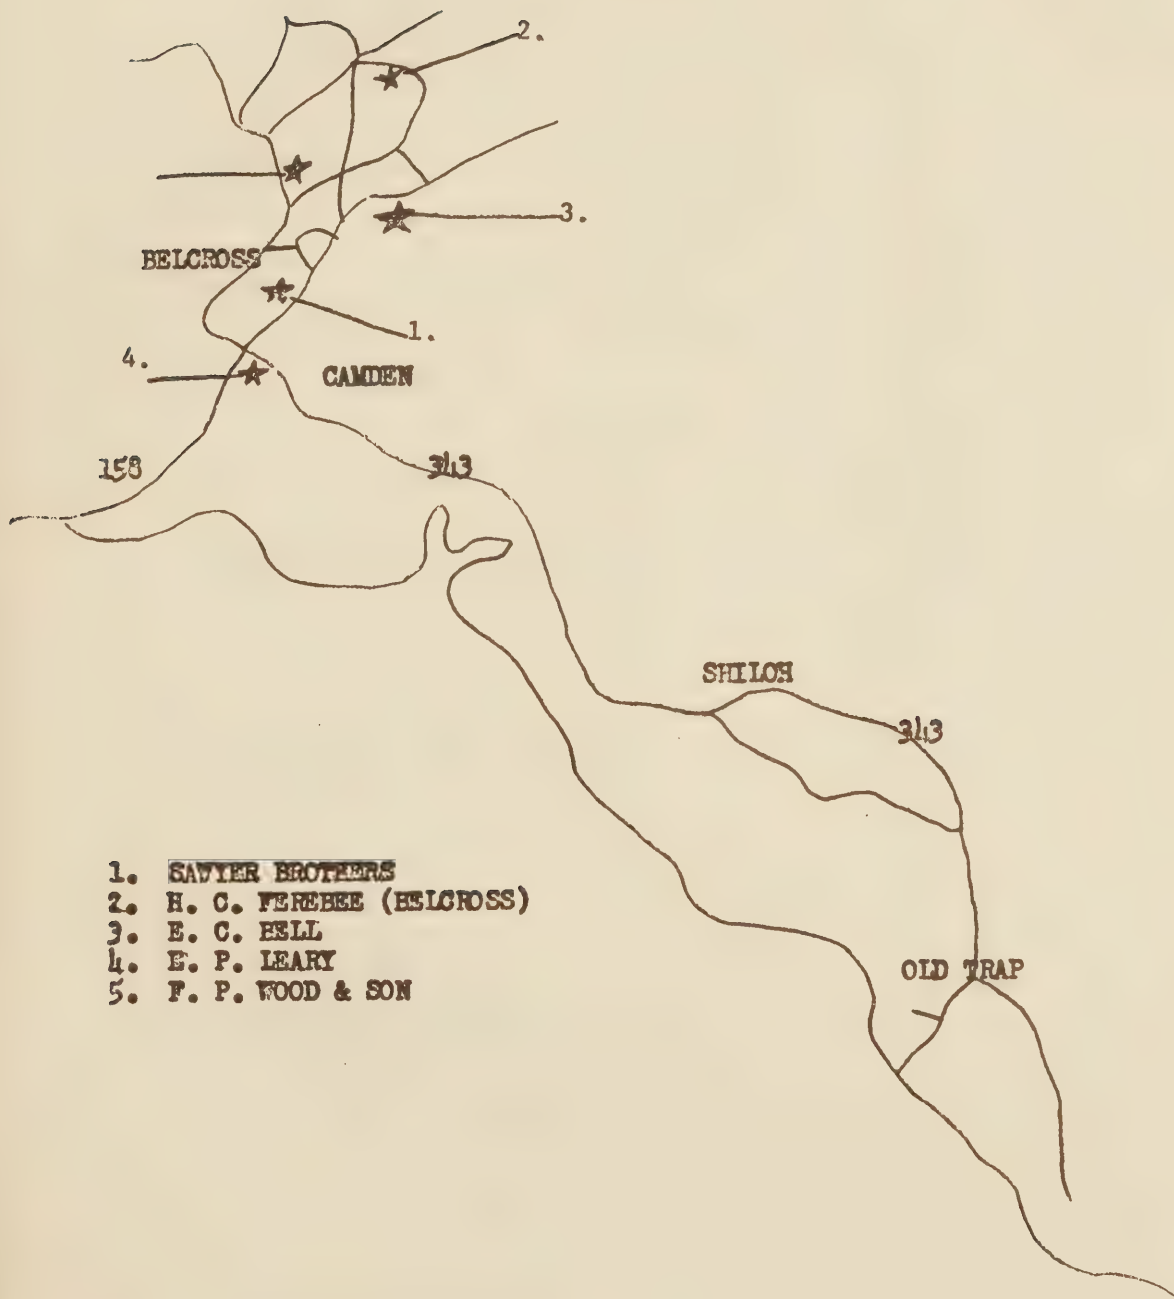 2.
3.
BELCROSS
1.
4.
CAMDEN
158
343
SHILOH
343
1. SAWYER BROTHERS
2. H. C. FEREBEE (BELCROSS)
3. E. C. BELL
4. E. P. LEARY
5. F. P. WOOD & SON
OLD TRAP